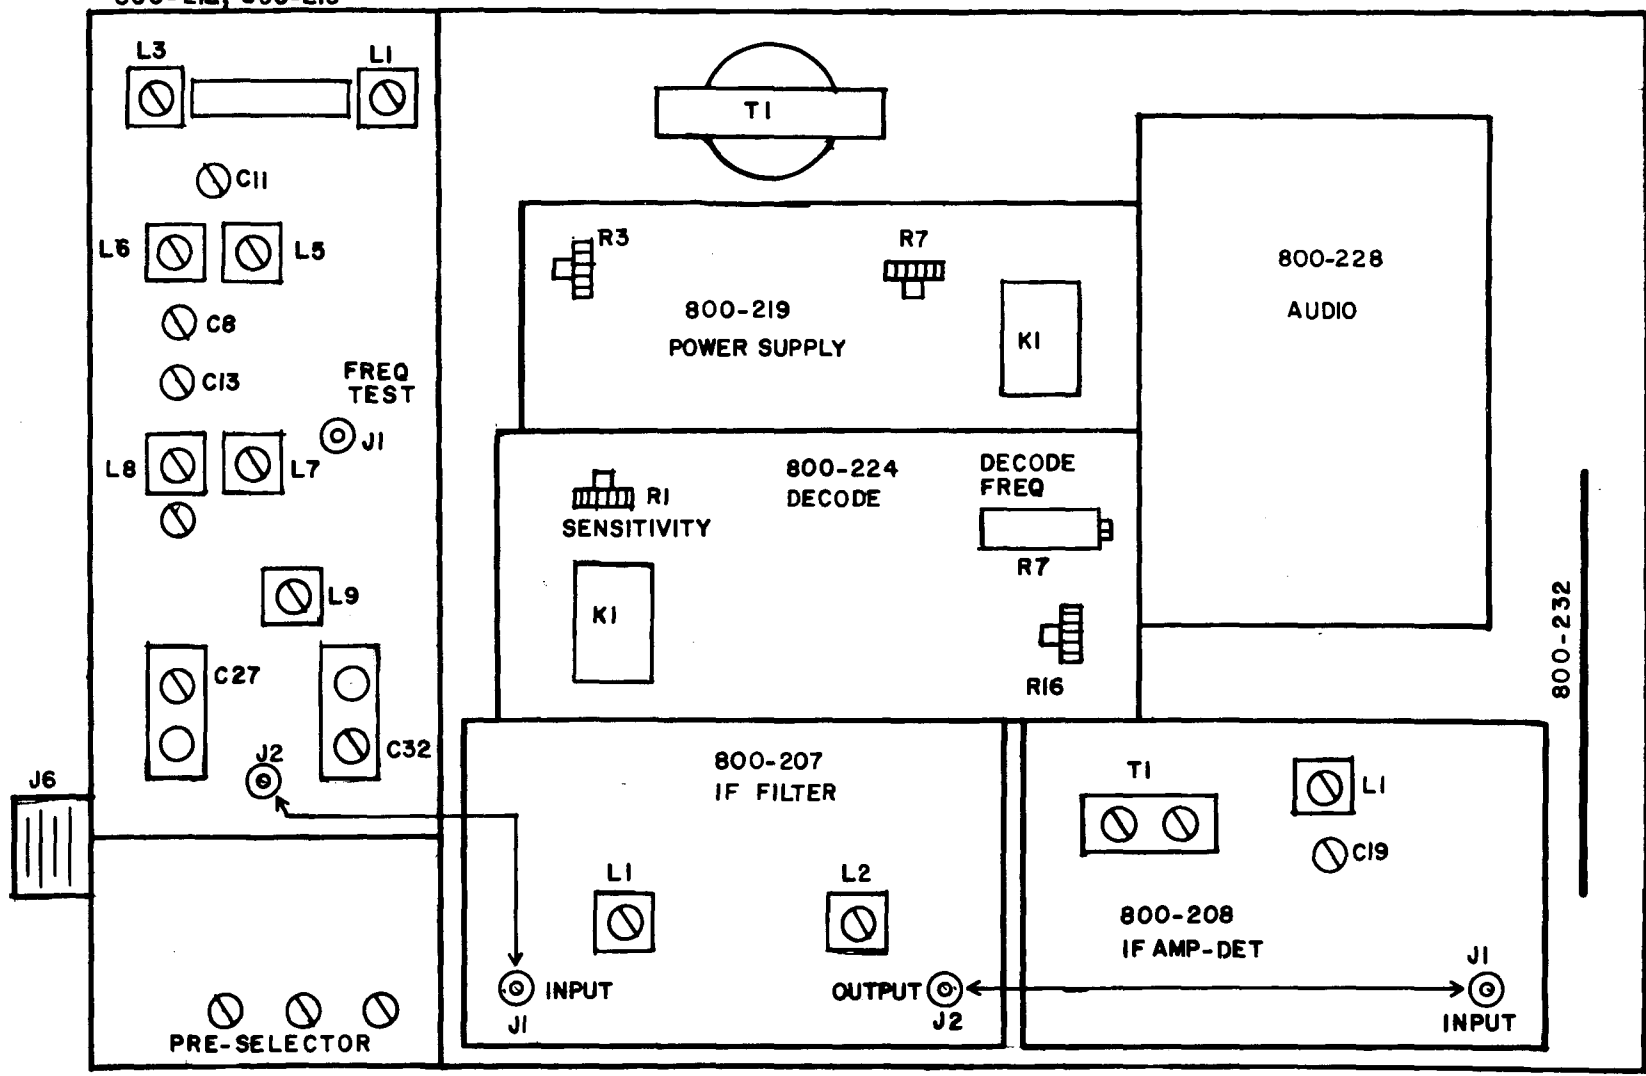 L3
L1
T1
C11
L6
L5
R3
R7
800-219
POWER SUPPLY
K1
800-228
AUDIO
C8
C13
FREQ
TEST
J1
L8
L7
800-224
DECODE
DECODE
FREQ
R1
SENSITIVITY
R7
K1
R16
L9
C27
C32
J2
J6
800-232
800-207
IF FILTER
L1
L2
INPUT
J1
OUTPUT
J2
T1
L1
C19
800-208
IF AMP-DET
J1
INPUT
PRE-SELECTOR